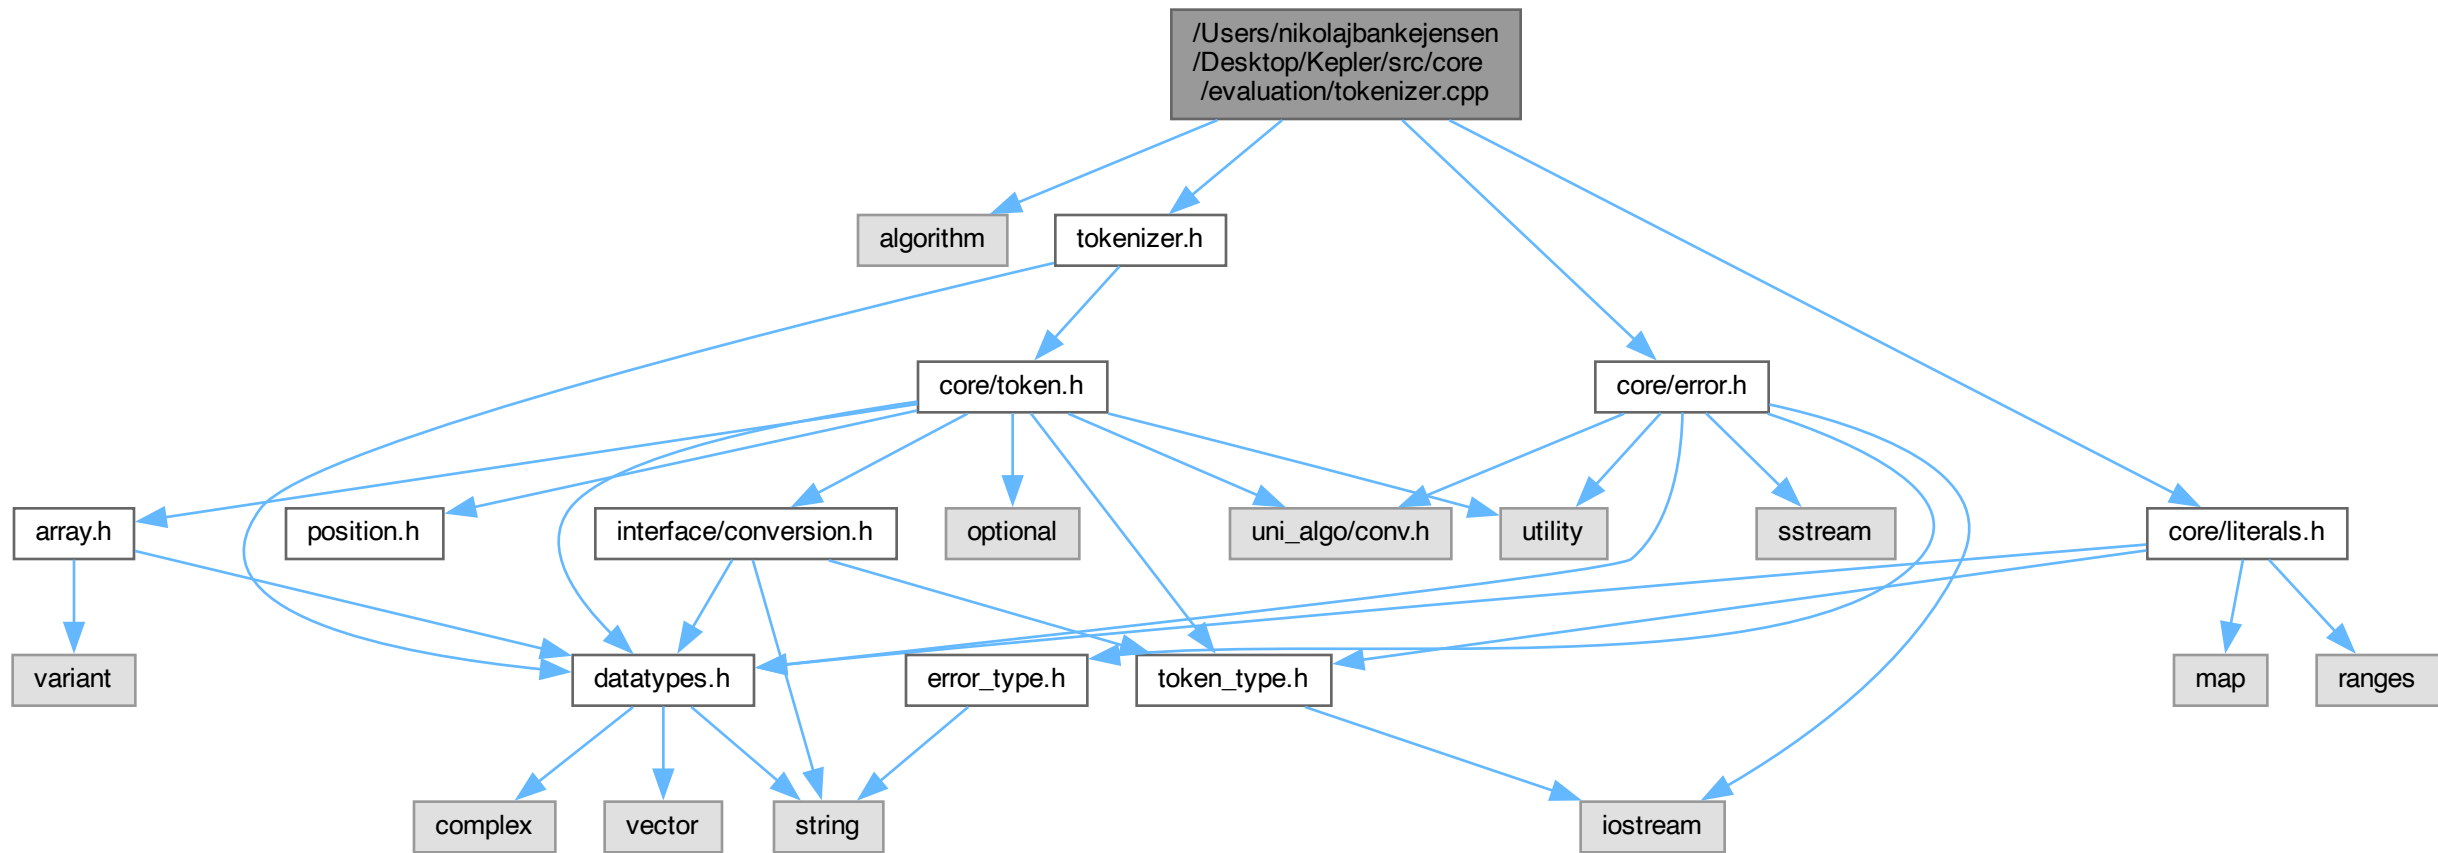 /Users/nikolajbankejensen
/Desktop/Kepler/src/core
/evaluation/tokenizer.cpp
algorithm
tokenizer.h
core/token.h
core/error.h
array.h
position.h
interface/conversion.h
optional
uni_algo/conv.h
utility
sstream
core/literals.h
variant
datatypes.h
error_type.h
token_type.h
map
ranges
complex
vector
string
iostream